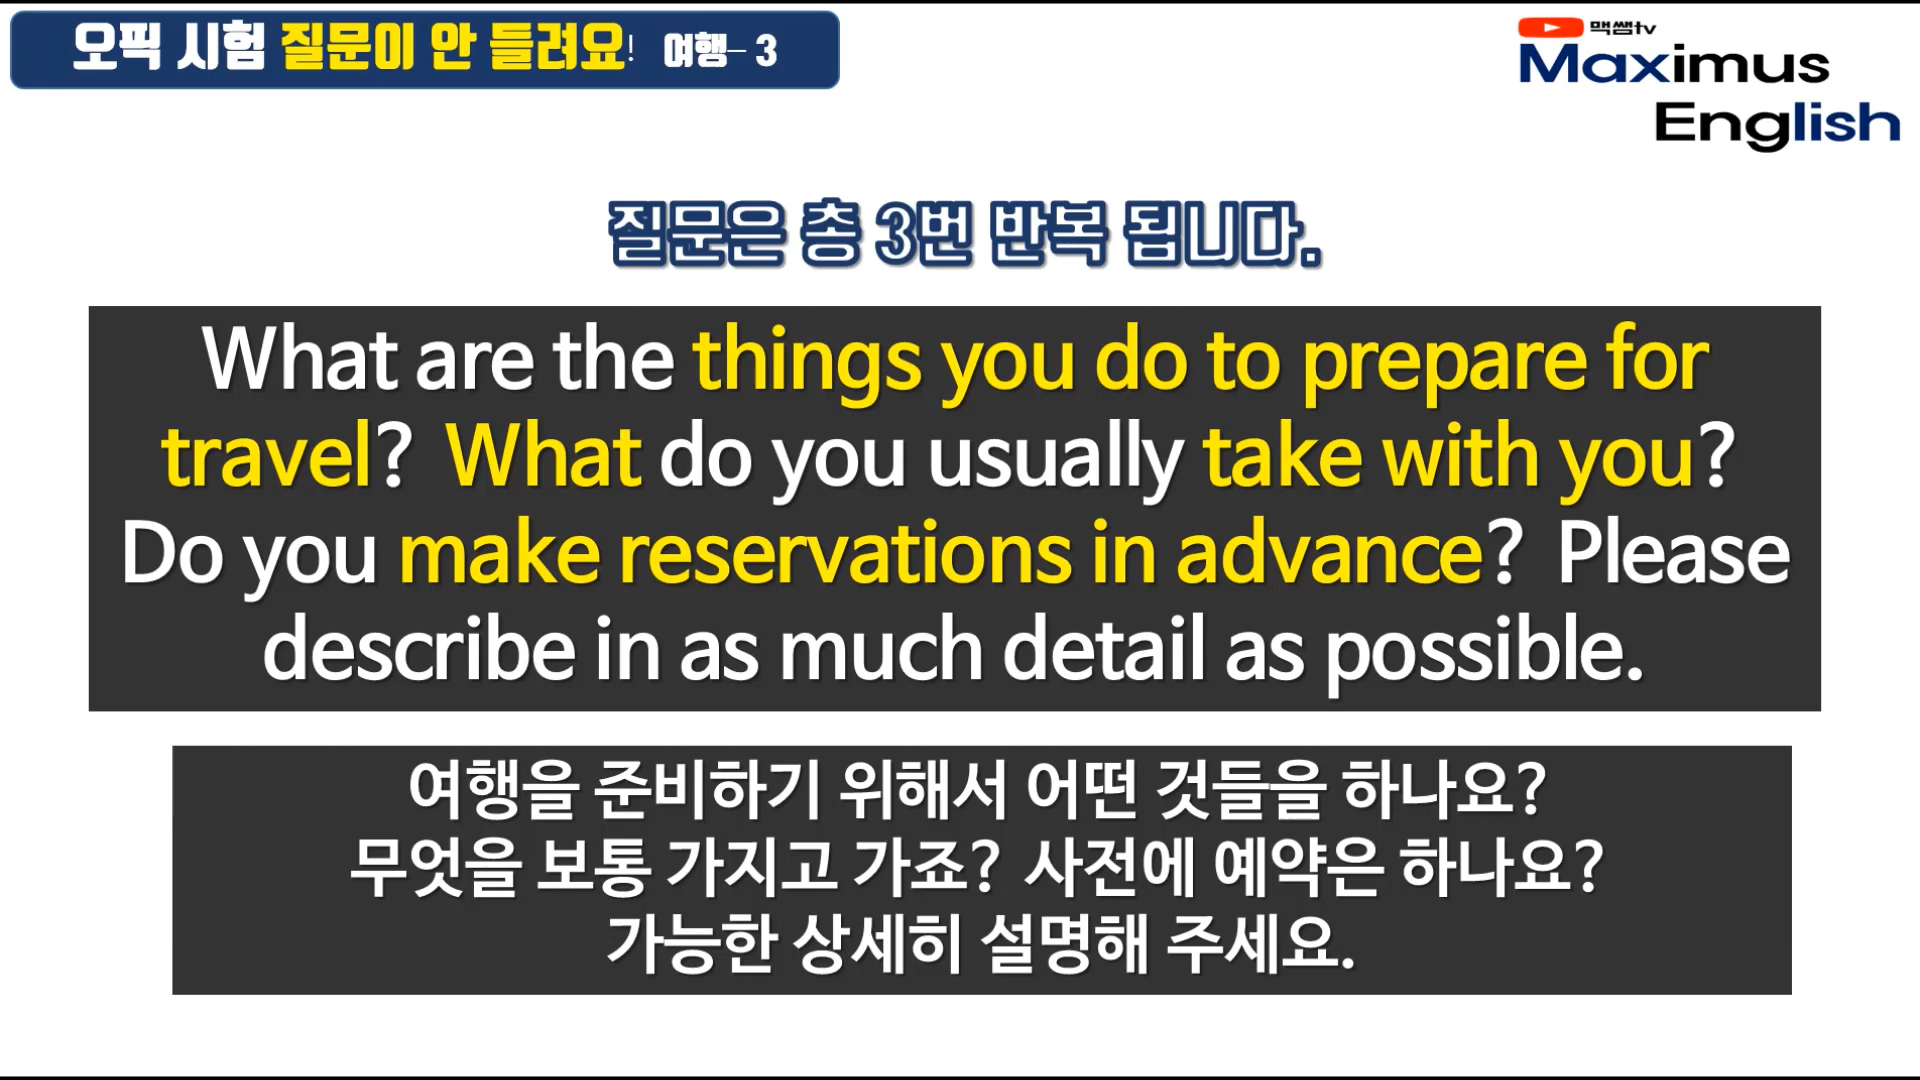 오픽 시험 질문이 안 들려요! 여행- 3
맥쌤tv
Maximus
English
질문은 총 3번 반복 됩니다.
What are the things you do to prepare for
travel? What do you usually take with you?
Do you make reservations in advance? Please
describe in as much detail as possible.
여행을 준비하기 위해서 어떤 것들을 하나요?
무엇을 보통 가지고 가죠? 사전에 예약은 하나요?
가능한 상세히 설명해 주세요.